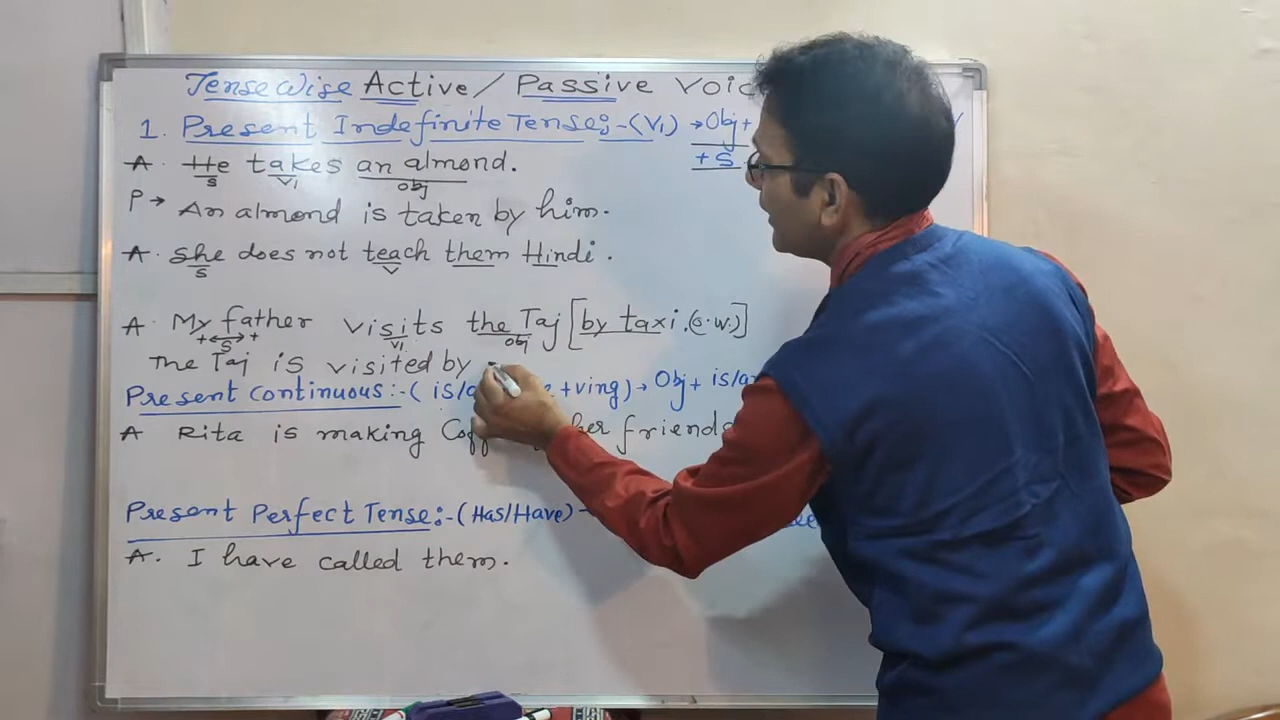 Tense Wise Active / Passive Voic
1. Present Indefinite Tense:-(V1) → Obj +
+ S
A. He takes an almond.
S V1 obj
P → An almond is taken by him.
A. She does not teach them Hindi.
S V
A. My father visits the Taj [by taxi. (o.w.)]
+ S + V1 obj
The Taj is visited by
Present Continuous:-( is/a +ving) → Obj + is/a
A Rita is making her friends
Present Perfect Tense:-(Has/Have) -
A. I have called them.